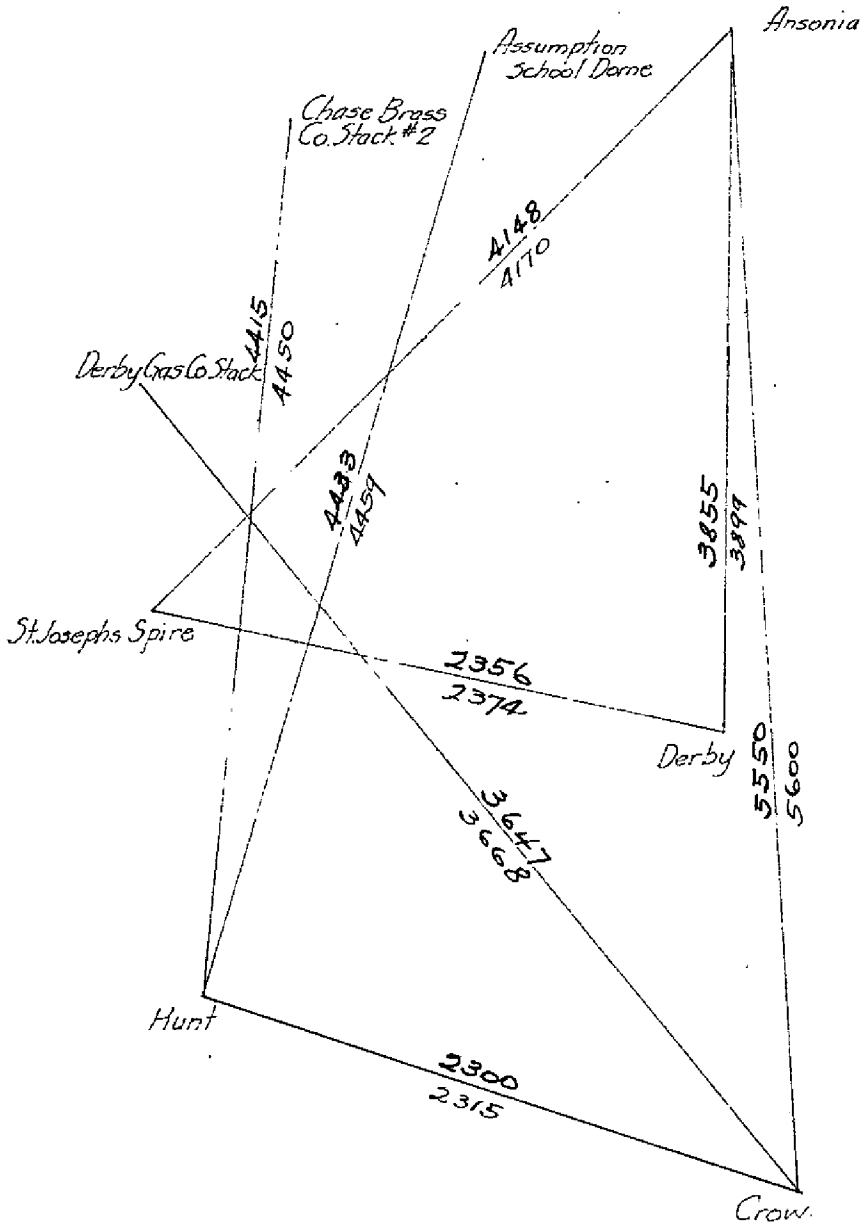 Ansonia
Assumption
School Dome
Chase Brass
Co. Stack #2
4148
4170
4415
4450
Derby Gas Co Stack
4433
4459
3855
3899
St. Josephs Spire
2356
2374
Derby
5550
5600
3647
3668
Hunt
2300
2315
Crow.